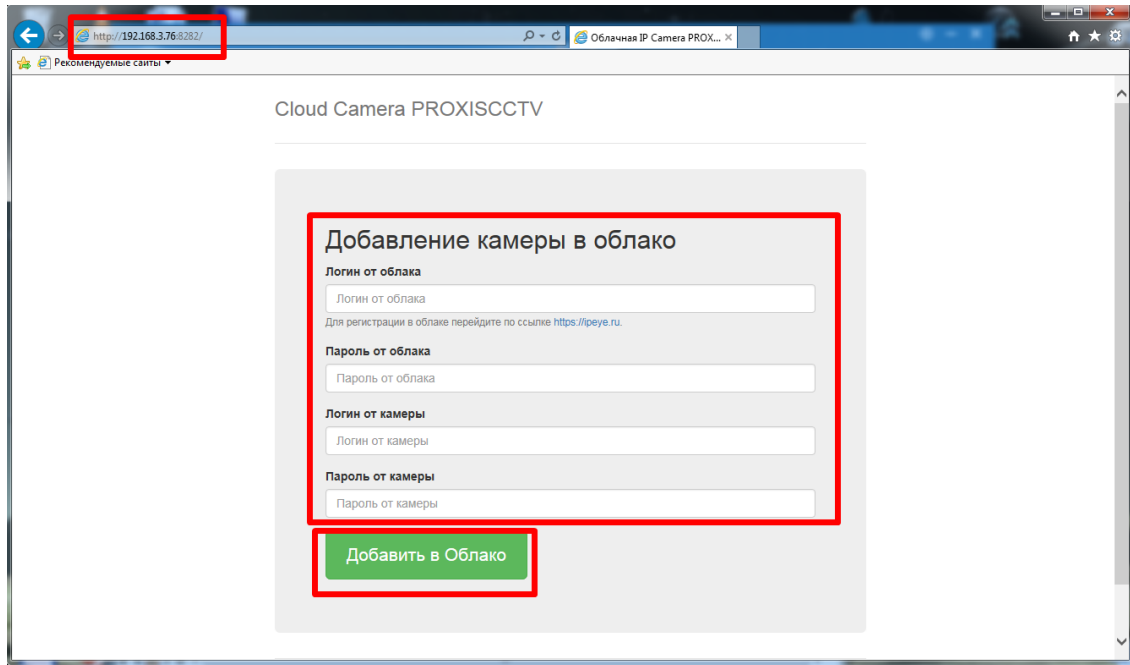 http://192.168.3.76:8282/
Облачная IP Camera PROX...
Рекомендуемые сайты
Cloud Camera PROXISCCTV
Добавление камеры в облако
Логин от облака
Логин от облака
Для регистрации в облаке перейдите по ссылке https://ipeye.ru.
Пароль от облака
Пароль от облака
Логин от камеры
Логин от камеры
Пароль от камеры
Пароль от камеры
Добавить в Облако